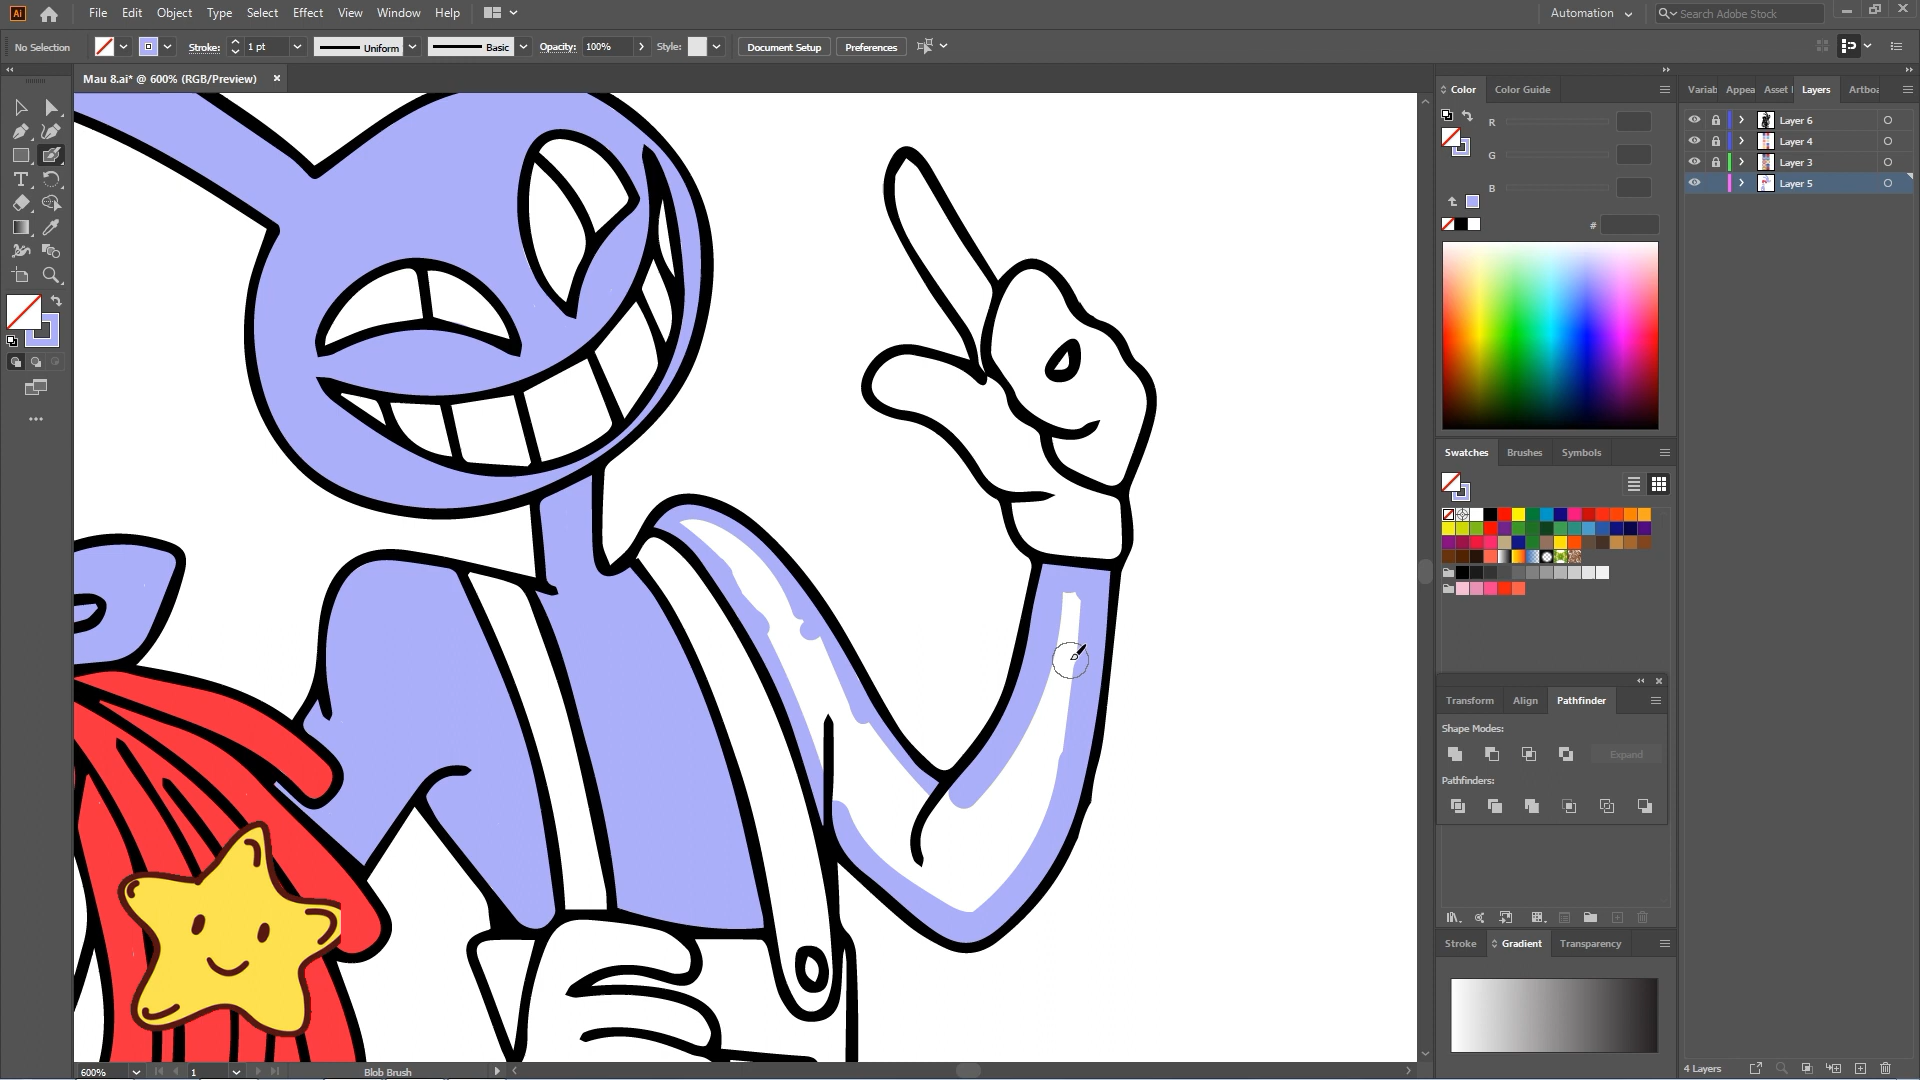 Ai File Edit Object Type Select Effect View Window Help Automation Search Adobe Stock
No Selection Stroke: 1 pt Uniform Basic Opacity: 100% Style: Document Setup Preferences
Mau 8.ai* @ 600% (RGB/Preview)
Color Color Guide
Variab Appea Asset Layers Artboa
R
G
B
#
Layer 6
Layer 4
Layer 3
Layer 5
Swatches Brushes Symbols
Transform Align Pathfinder
Shape Modes:
Expand
Pathfinders:
Stroke Gradient Transparency
600% 1 Blob Brush
4 Layers